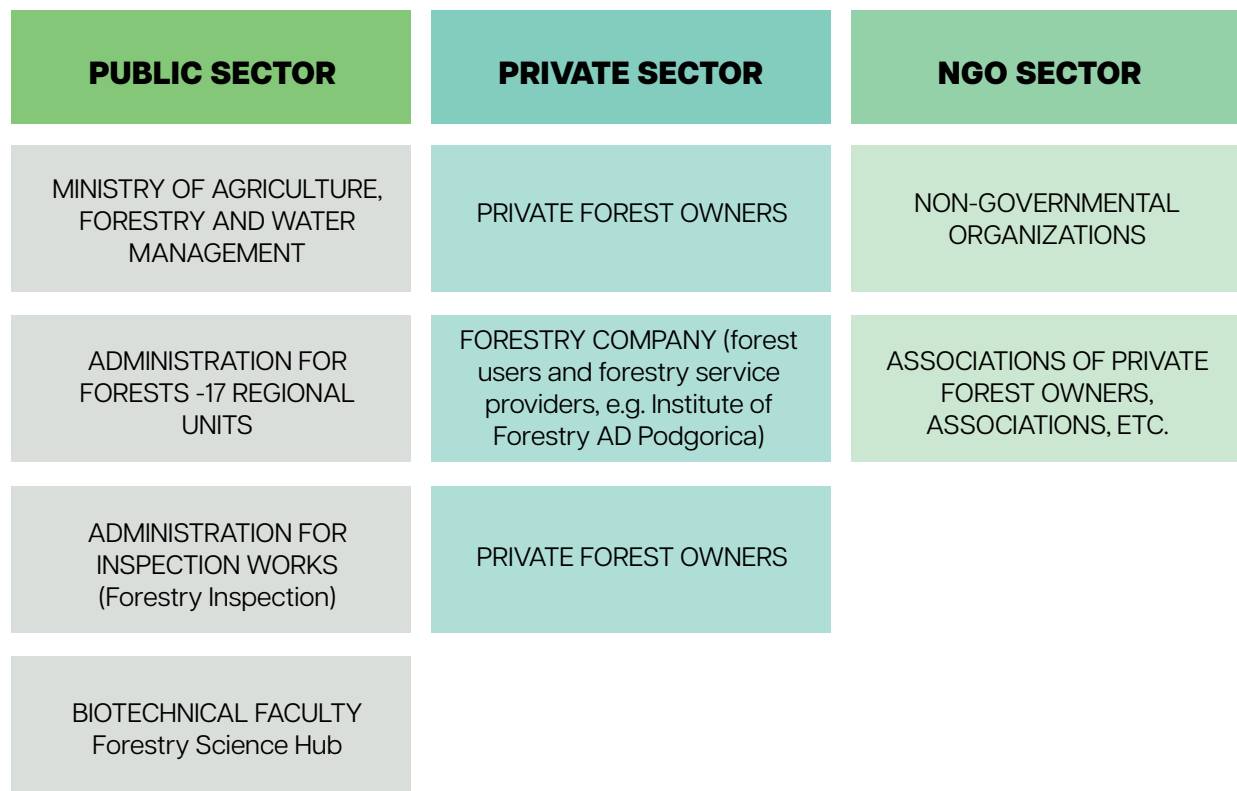 PUBLIC SECTOR
MINISTRY OF AGRICULTURE,
FORESTRY AND WATER
MANAGEMENT
ADMINISTRATION FOR
FORESTS -17 REGIONAL
UNITS
ADMINISTRATION FOR
INSPECTION WORKS
(Forestry Inspection)
BIOTECHNICAL FACULTY
Forestry Science Hub
PRIVATE SECTOR
PRIVATE FOREST OWNERS
FORESTRY COMPANY (forest
users and forestry service
providers, e.g. Institute of
Forestry AD Podgorica)
PRIVATE FOREST OWNERS
NGO SECTOR
NON-GOVERNMENTAL
ORGANIZATIONS
ASSOCIATIONS OF PRIVATE
FOREST OWNERS,
ASSOCIATIONS, ETC.